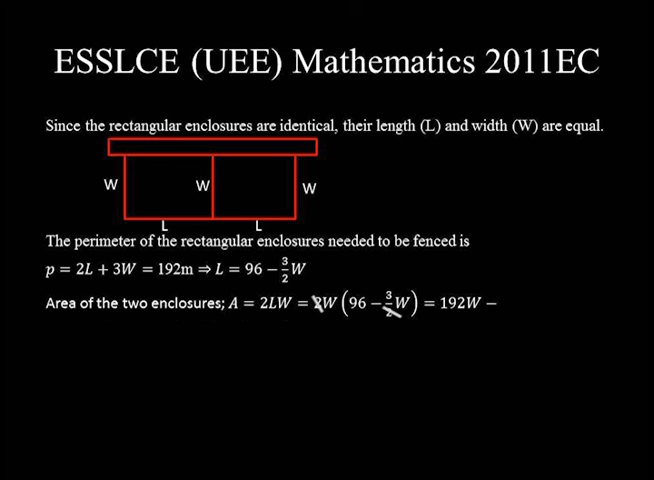 ESSLCE (UEE) Mathematics 2011EC
Since the rectangular enclosures are identical, their length (L) and width (W) are equal.
W W W
L L
The perimeter of the rectangular enclosures needed to be fenced is
p = 2L + 3W = 192m ⇒ L = 96 − 3/2 W
Area of the two enclosures; A = 2LW = 2W (96 − 3/2 W) = 192W −